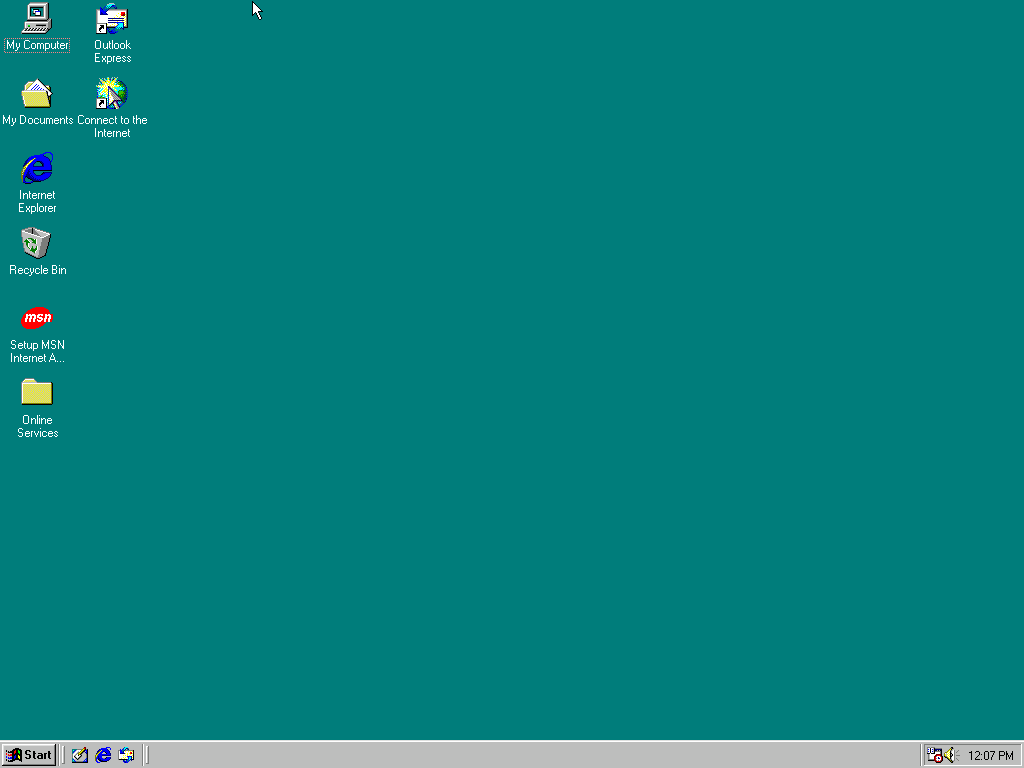 My Computer
Outlook
Express
My Documents
Connect to the
Internet
Internet
Explorer
Recycle Bin
msn
Setup MSN
Internet A...
Online
Services
Start
12:07 PM